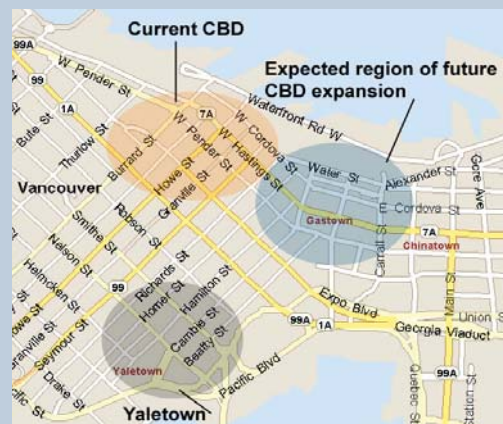 Current CBD
Expected region of future
CBD expansion
99A
99
1A
W Pender St
7A
Waterfront Rd W
Bute St
Thurlow St
Burrard St
W Pender St
W Cordova St
W Hastings St
Water St
Alexander St
Gore Ave
Howe St
Granville St
Vancouver
E Cordova St
Gastown
7A
Chinatown
Carrall St
Main St
Smithe St
Robson St
Nelson St
Helmcken St
99
Richards St
Homer St
Hamilton St
Cambie St
Beatty St
Expo Blvd
Union St
99A
1A
Georgia Viaduct
Howe St
Granville St
Seymour St
Drake St
Yaletown
Pacific Blvd
Quebec St
99A
Station St
Yaletown